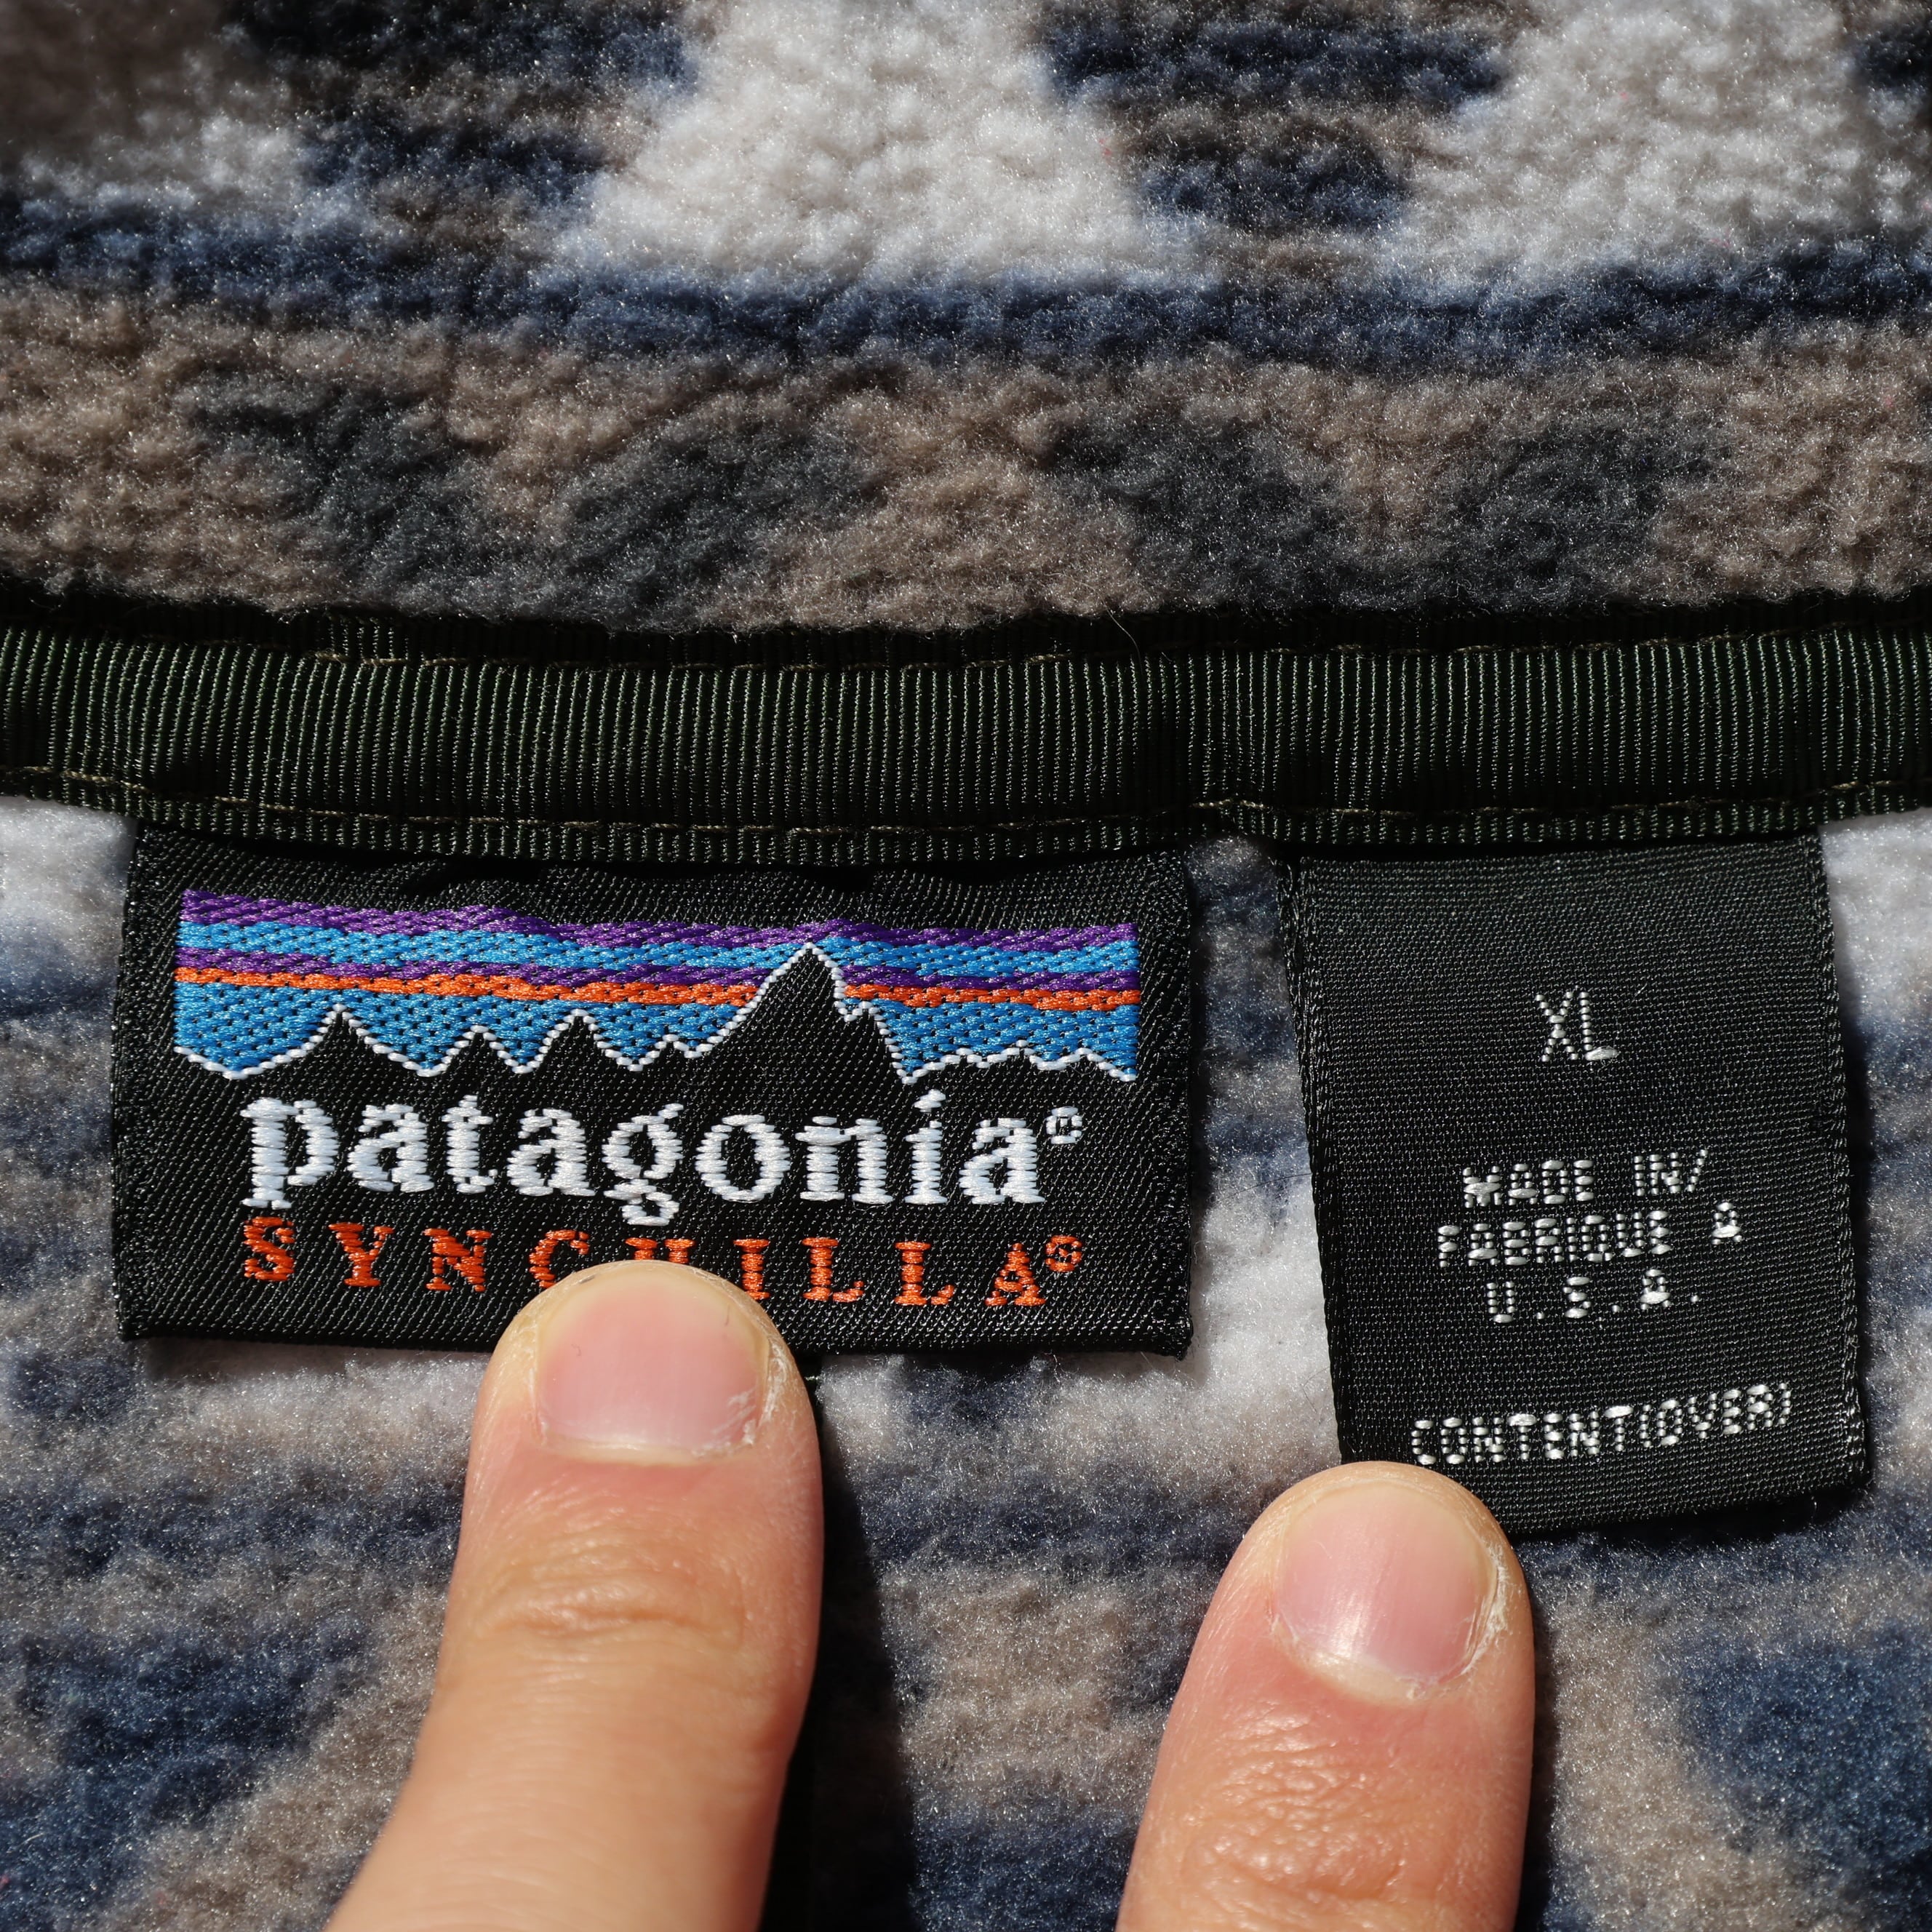 patagonia®
SYNCHILLA®
XL
MADE IN/
FABRIQUE A
U.S.A.
CONTENT(OVER)